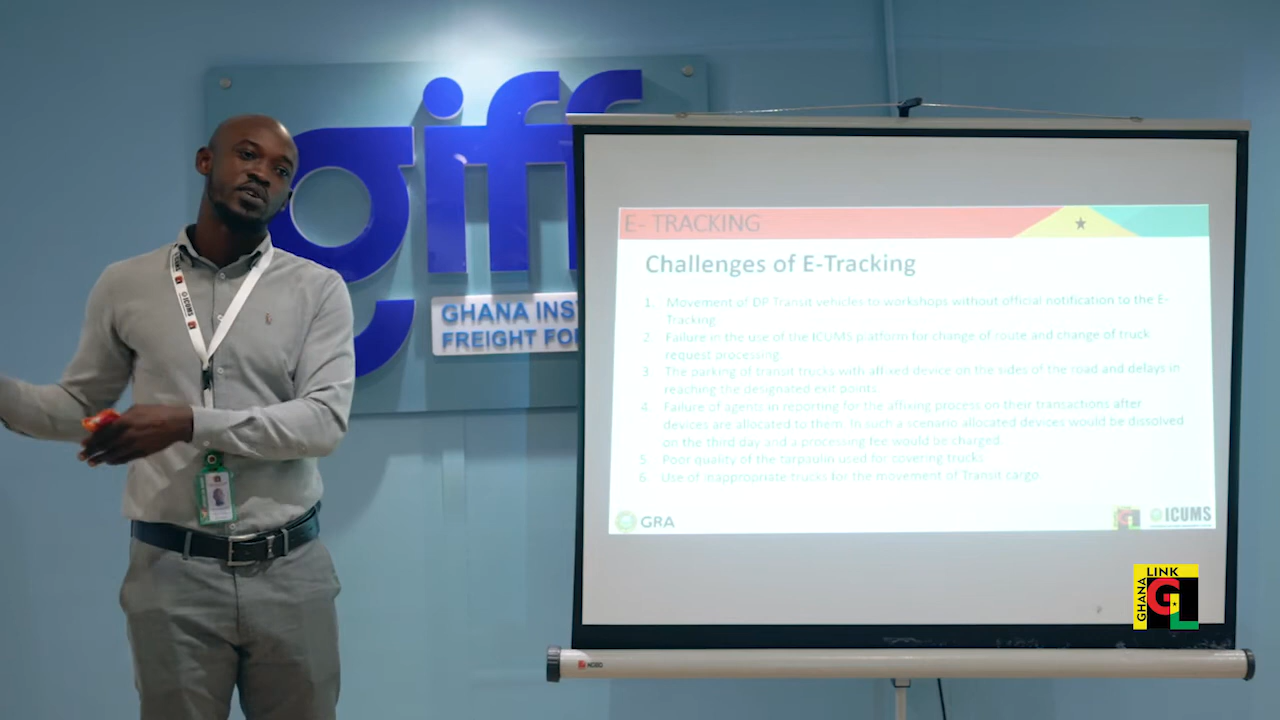 giff
GHANA INS
FREIGHT FO
E- TRACKING
Challenges of E-Tracking
1. Movement of DP Transit vehicles to workshops without official notification to the E-
Tracking.
2. Failure in the use of the ICUMS platform for change of route and change of truck
request processing.
3. The parking of transit trucks with affixed device on the sides of the road and delays in
reaching the designated exit points.
4. Failure of agents in reporting for the affixing process on their transactions after
devices are allocated to them. In such a scenario allocated devices would be dissolved
on the third day and a processing fee would be charged.
5. Poor quality of the tarpaulin used for covering trucks
6. Use of inappropriate trucks for the movement of Transit cargo
GRA
ICUMS
GHANA LINK
GL
NOBO
ICUMS